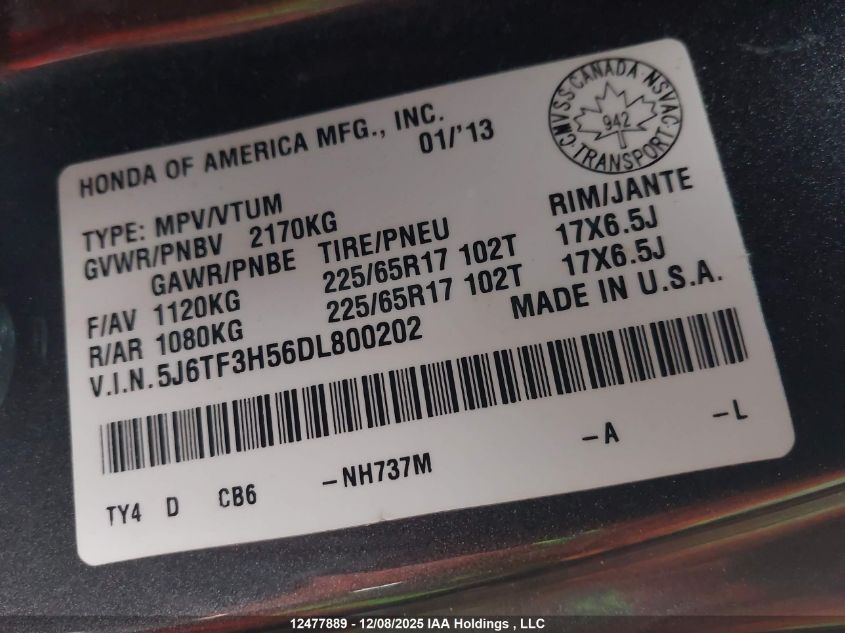 HONDA OF AMERICA MFG., INC.
01/'13
CMVSS CANADA NSVAC
942
TRANSPORT
TYPE: MPV/VTUM
GVWR/PNBV 2170KG
GAWR/PNBE TIRE/PNEU RIM/JANTE
F/AV 1120KG 225/65R17 102T 17X6.5J
R/AR 1080KG 225/65R17 102T 17X6.5J
V.I.N.5J6TF3H56DL800202 MADE IN U.S.A.
TY4 D CB6 -NH737M -A -L
12477889 - 12/08/2025 IAA Holdings , LLC